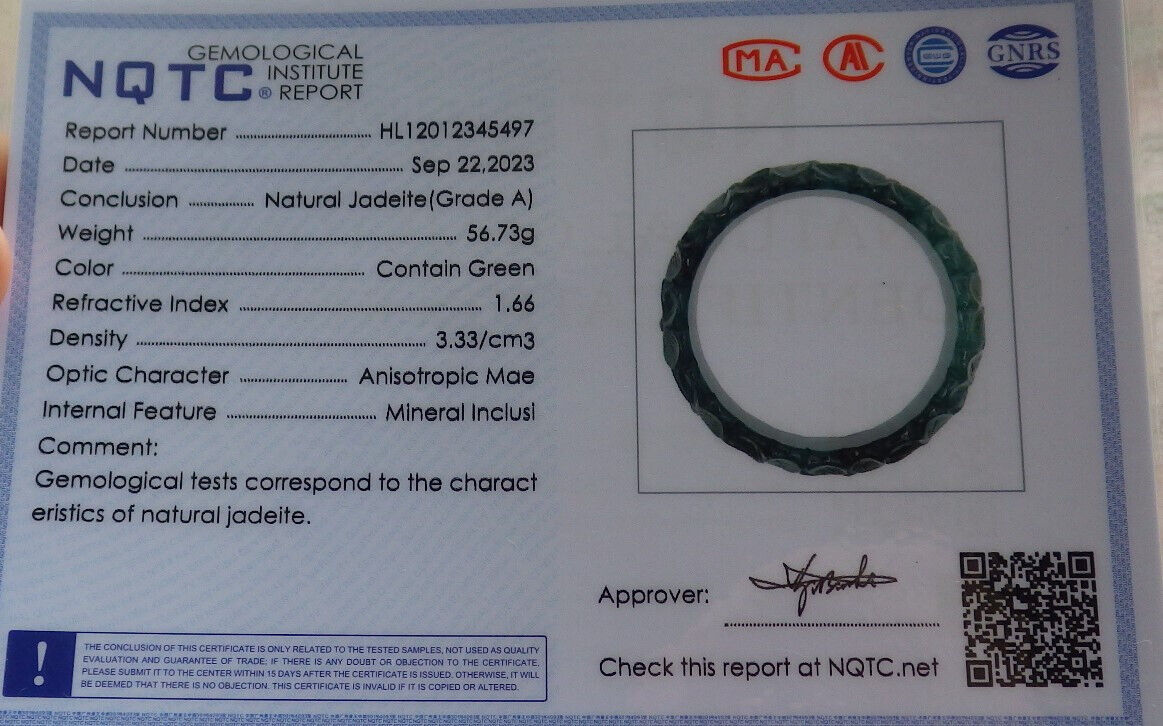 GEMOLOGICAL
NQTC® INSTITUTE
REPORT
Report Number ........ HL12012345497
Date ........ Sep 22,2023
Conclusion ........ Natural Jadeite(Grade A)
Weight ........ 56.73g
Color ........ Contain Green
Refractive Index ........ 1.66
Density ........ 3.33/cm3
Optic Character ........ Anisotropic Mae
Internal Feature ........ Mineral Inclusi
Comment:
Gemological tests correspond to the charact
eristics of natural jadeite.
! THE CONCLUSION OF THIS CERTIFICATE IS ONLY RELATED TO THE TESTED SAMPLES, NOT USED AS QUALITY
EVALUATION AND GUARANTEE OF TRADE; IF THERE IS ANY DOUBT OR OBJECTION TO THE CERTIFICATE,
PLEASE SUBMIT IT TO THE CENTER WITHIN 15 DAYS AFTER THE CERTIFICATE IS ISSUED. OTHERWISE, IT WILL
BE DEEMED THAT THERE IS NO OBJECTION. THIS CERTIFICATE IS INVALID IF IT IS COPIED OR ALTERED.
MA AL GNRS
Approver:
Check this report at NQTC.net